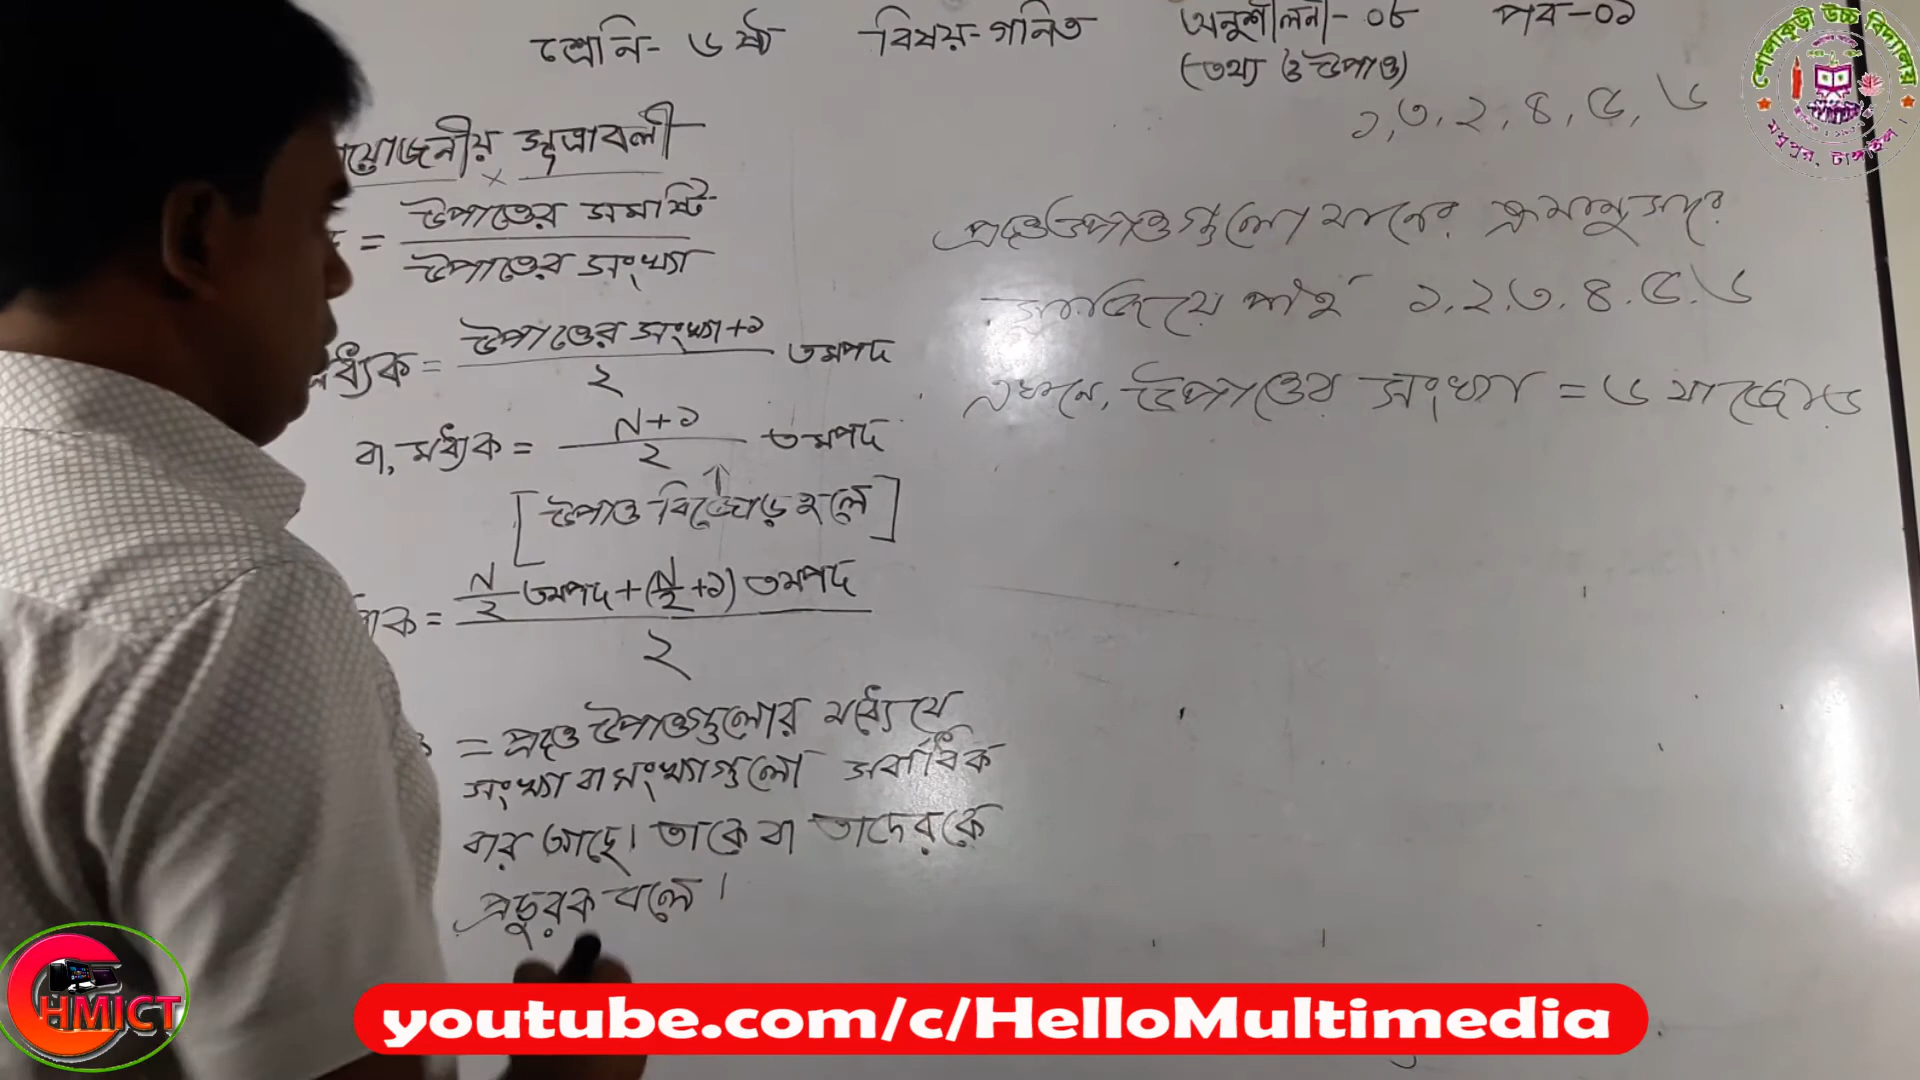 শ্রেনি- ৬ষ্ঠ বিষয়-গনিত অনুশীলনী-০৮ পর্ব-০১
(তথ্য ও উপাত্ত)
১,৩,২,৪,৫,৬
য়োজনীয় সূত্রাবলী
= উপাত্তের সমষ্টি
উপাত্তের সংখ্যা
ধ্যক = উপাত্তের সংখ্যা+১ তমপদ
২
বা, মধ্যক = N+১ তমপদ
২
[উপাত্ত বিজোড় হলে]
ক = N/২ তমপদ+(N/২+১) তমপদ
২
= প্রদত্ত উপাত্তগুলোর মধ্যে যে
সংখ্যা বা সংখ্যাগুলো সর্বাধিক
বার আছে। তাকে বা তাদেরকে
প্রচুরক বলে।
প্রদত্ত উপাত্তগুলো মানের ক্রমানুসারে
সাজিয়ে পাই ১,২,৩,৪,৫,৬
এখানে, উপাত্তের সংখ্যা = ৬ যা জোড়
শোলাকুড়ী উচ্চ বিদ্যালয়
মধুপুর, টাঙ্গাইল।
HMICT
youtube.com/c/HelloMultimedia